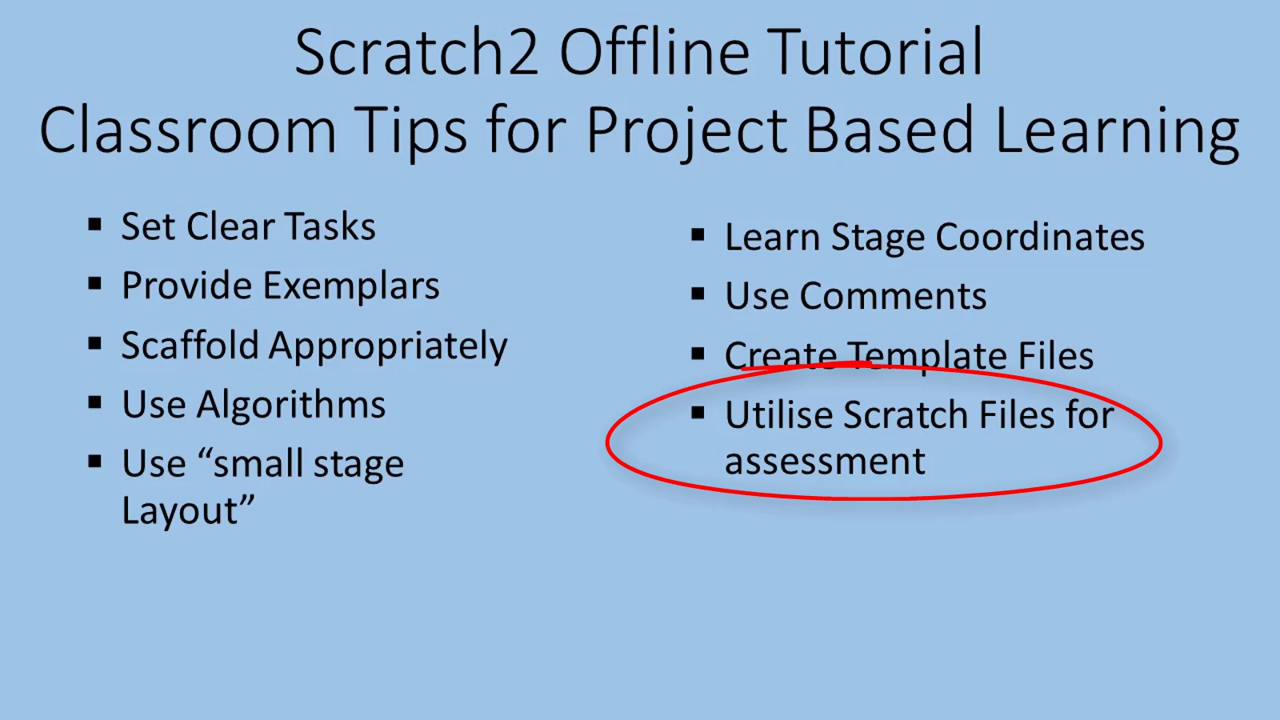 Scratch2 Offline Tutorial
Classroom Tips for Project Based Learning
▪ Set Clear Tasks
▪ Provide Exemplars
▪ Scaffold Appropriately
▪ Use Algorithms
▪ Use “small stage
Layout”
▪ Learn Stage Coordinates
▪ Use Comments
▪ Create Template Files
▪ Utilise Scratch Files for
assessment